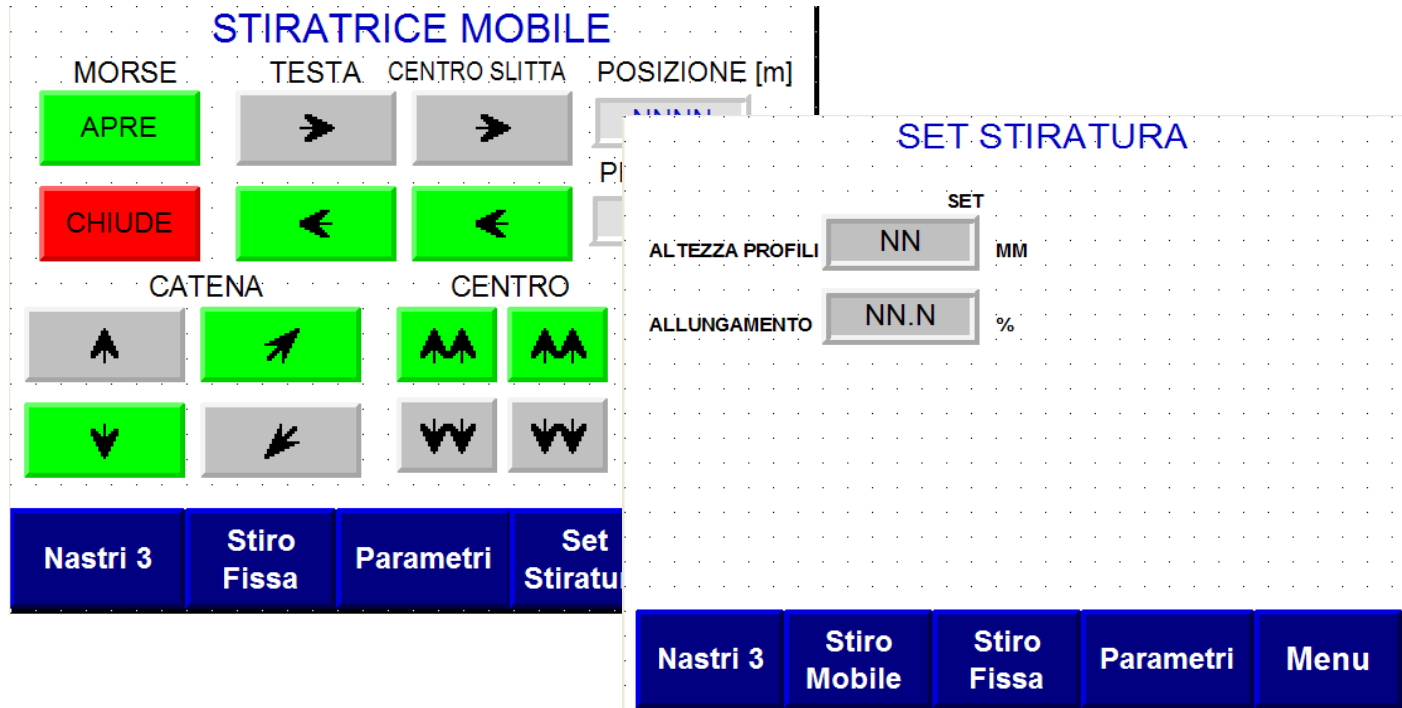 STIRATRICE MOBILE
MORSE TESTA CENTRO SLITTA POSIZIONE [m]
APRE
CHIUDE
CATENA CENTRO
Nastri 3
Stiro
Fissa
Parametri
Set
SET STIRATURA
SET
ALTEZZA PROFILI NN MM
ALLUNGAMENTO NN.N %
Nastri 3
Stiro
Mobile
Stiro
Fissa
Parametri
Menu